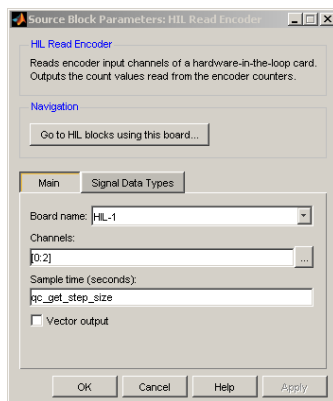 Source Block Parameters: HIL Read Encoder
HIL Read Encoder
Reads encoder input channels of a hardware-in-the-loop card.
Outputs the count values read from the encoder counters.
Navigation
Go to HIL blocks using this board...
Main Signal Data Types
Board name: HIL-1
Channels:
[0:2]
...
Sample time (seconds):
qc_get_step_size
Vector output
OK Cancel Help Apply